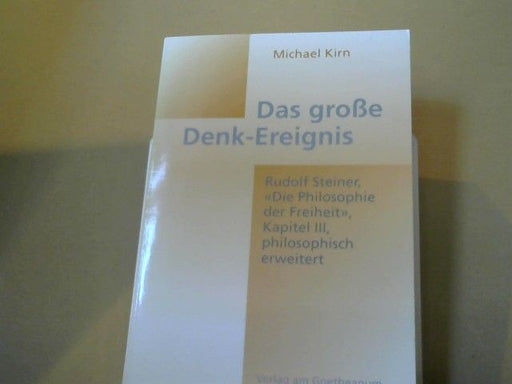 Michael Kirn
Das große
Denk-Ereignis
Rudolf Steiner,
«Die Philosophie
der Freiheit»,
Kapitel III,
philosophisch
erweitert
Verlag am Goetheanum